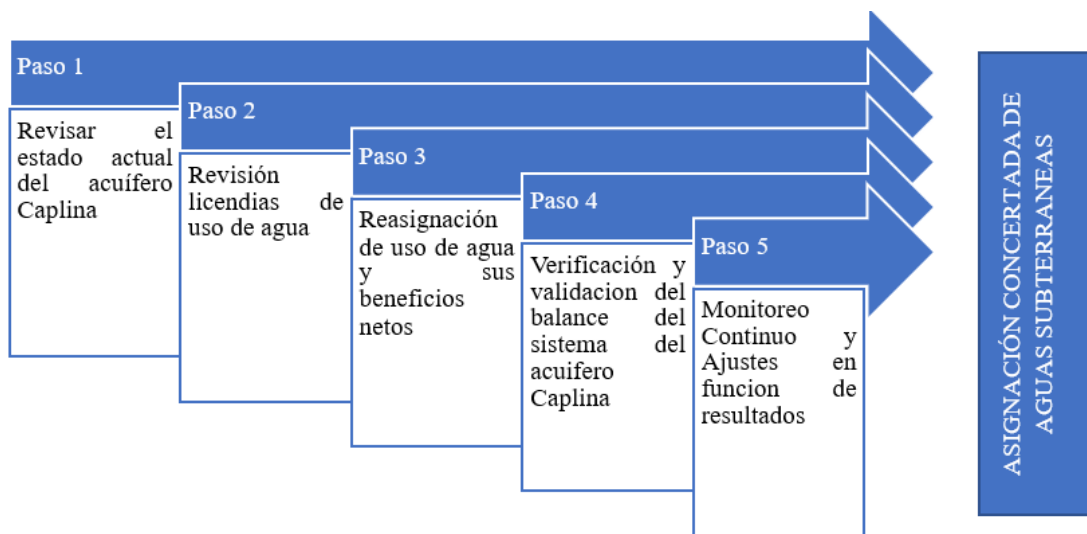 Paso 1
Revisar el
estado actual
del acuífero
Caplina
Paso 2
Revisión
licendias de
uso de agua
Paso 3
Reasignación
de uso de agua
y sus
beneficios
netos
Paso 4
Verificación y
validacion del
balance del
sistema del
acuifero
Caplina
Paso 5
Monitoreo
Continuo y
Ajustes en
funcion de
resultados
ASIGNACIÓN CONCERTADA DE
AGUAS SUBTERRANEAS